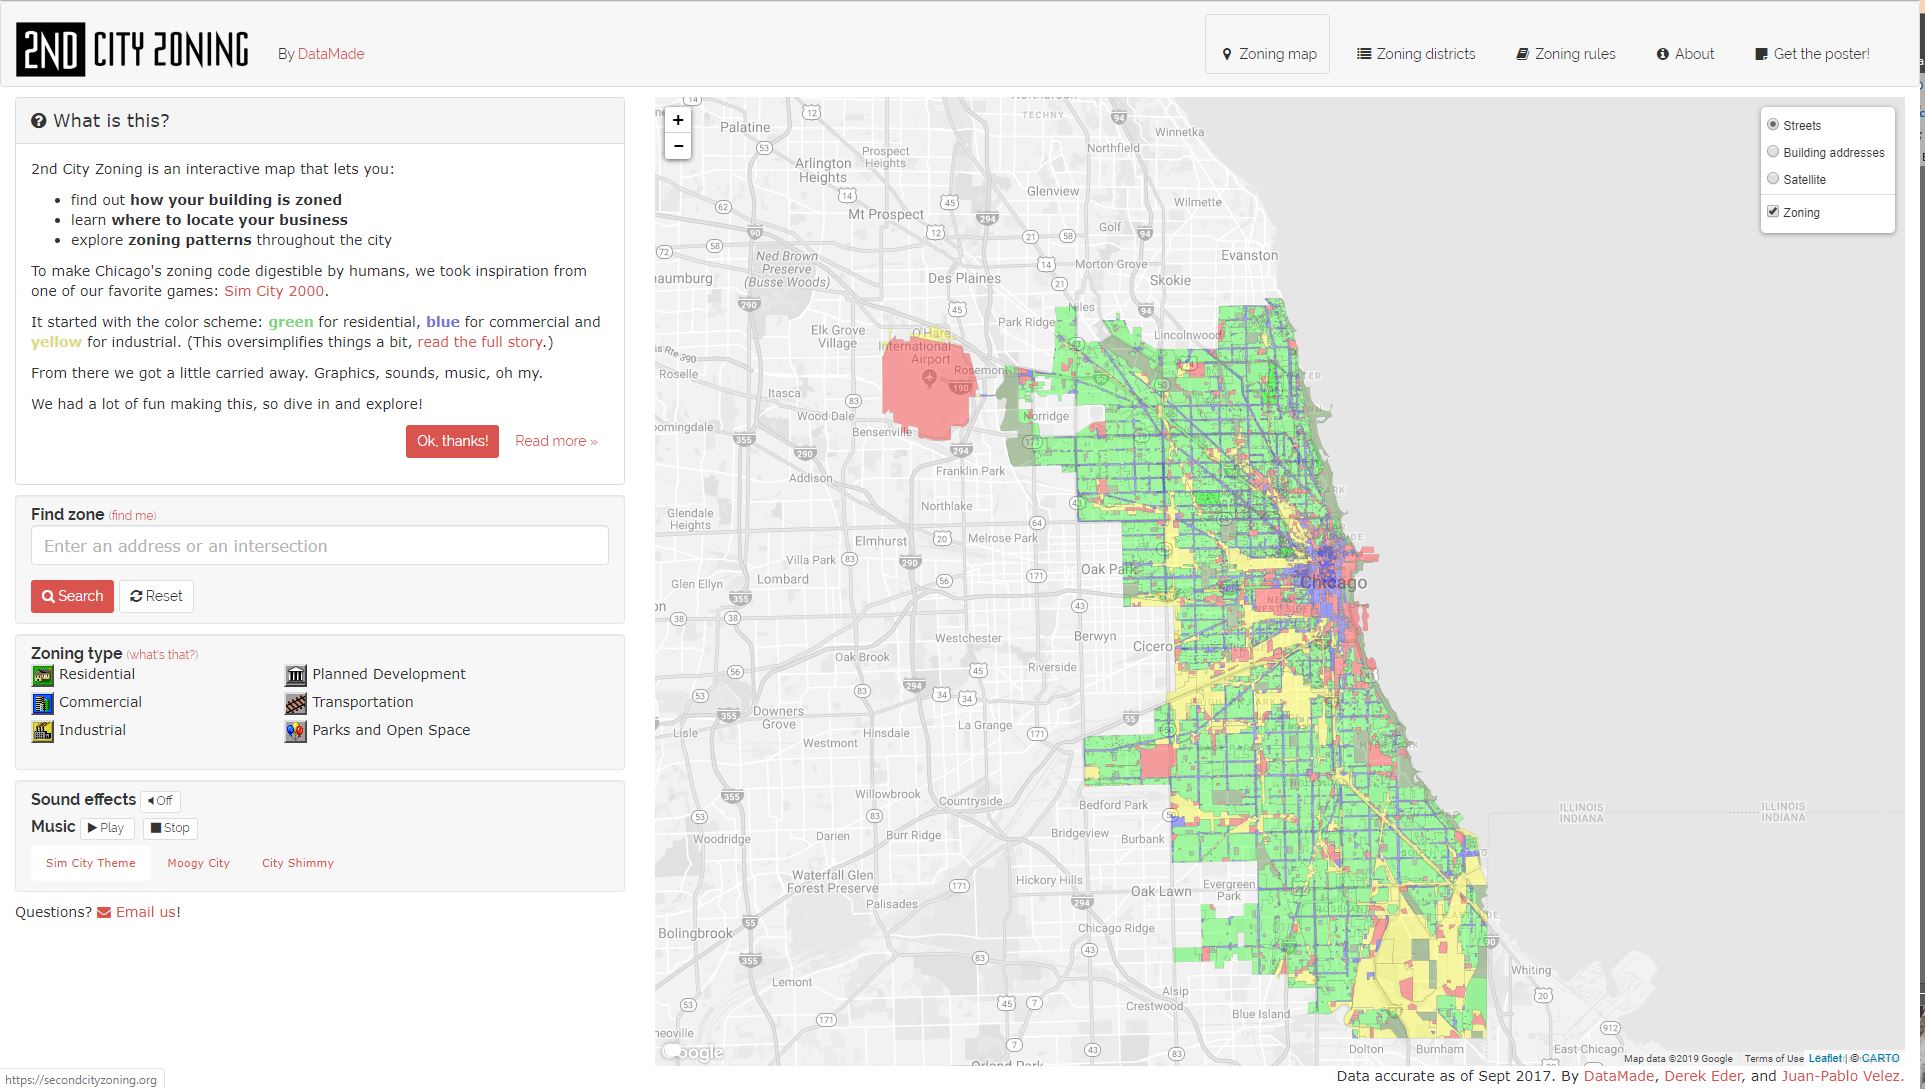 2ND CITY ZONING
By DataMade
Zoning map
Zoning districts
Zoning rules
About
Get the poster!
What is this?
2nd City Zoning is an interactive map that lets you:
• find out how your building is zoned
• learn where to locate your business
• explore zoning patterns throughout the city
To make Chicago's zoning code digestible by humans, we took inspiration from
one of our favorite games: Sim City 2000.
It started with the color scheme: green for residential, blue for commercial and
yellow for industrial. (This oversimplifies things a bit, read the full story.)
From there we got a little carried away. Graphics, sounds, music, oh my.
We had a lot of fun making this, so dive in and explore!
Ok, thanks! Read more »
Find zone (find me)
Enter an address or an intersection
Search Reset
Zoning type (what's that?)
Residential Planned Development
Commercial Transportation
Industrial Parks and Open Space
Sound effects Off
Music Play Stop
Sim City Theme Moogy City City Shimmy
Questions? Email us!
https://secondcityzoning.org
+
−
Streets
Building addresses
Satellite
Zoning
TECHNY
Palatine
Winnetka
Northfield
Arlington
Heights
Prospect
Heights
Glenview
Wilmette
Mt Prospect
Golf
Ned Brown
Preserve
(Busse Woods)
Evanston
Morton Grove
Des Plaines
Skokie
Niles
Park Ridge
Lincolnwood
Elk Grove
Village
O'Hare
International
Airport
Rosemont
Roselle
Itasca
Wood Dale
Norridge
Bensenville
Franklin Park
Addison
Northlake
Glendale
Heights
Elmhurst
Melrose Park
Villa Park
Oak Park
Glen Ellyn
Lombard
Chicago
Westchester
Berwyn
Cicero
Oak Brook
Riverside
Downers
Grove
La Grange
Lisle
Hinsdale
Westmont
Willowbrook
Countryside
Bedford Park
ILLINOIS
INDIANA
ILLINOIS
INDIANA
Woodridge
Darien
Burr Ridge
Bridgeview
Burbank
Waterfall Glen
Forest Preserve
Hickory Hills
Oak Lawn
Evergreen
Park
Palisades
Bolingbrook
Chicago Ridge
Lemont
Whiting
Alsip
Crestwood
Blue Island
Dolton
Burnham
East Chicago
Google
Map data ©2019 Google Terms of Use Leaflet | © CARTO
Data accurate as of Sept 2017. By DataMade, Derek Eder, and Juan-Pablo Velez.